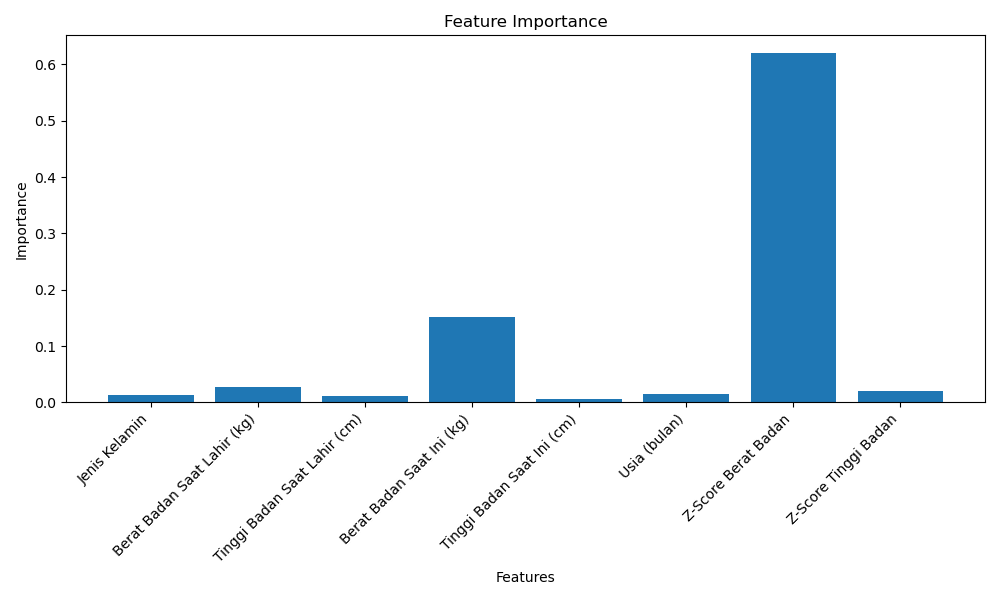 Feature Importance
Importance
0.6
0.5
0.4
0.3
0.2
0.1
0.0
Jenis Kelamin
Berat Badan Saat Lahir (kg)
Tinggi Badan Saat Lahir (cm)
Berat Badan Saat Ini (kg)
Tinggi Badan Saat Ini (cm)
Usia (bulan)
Z-Score Berat Badan
Z-Score Tinggi Badan
Features